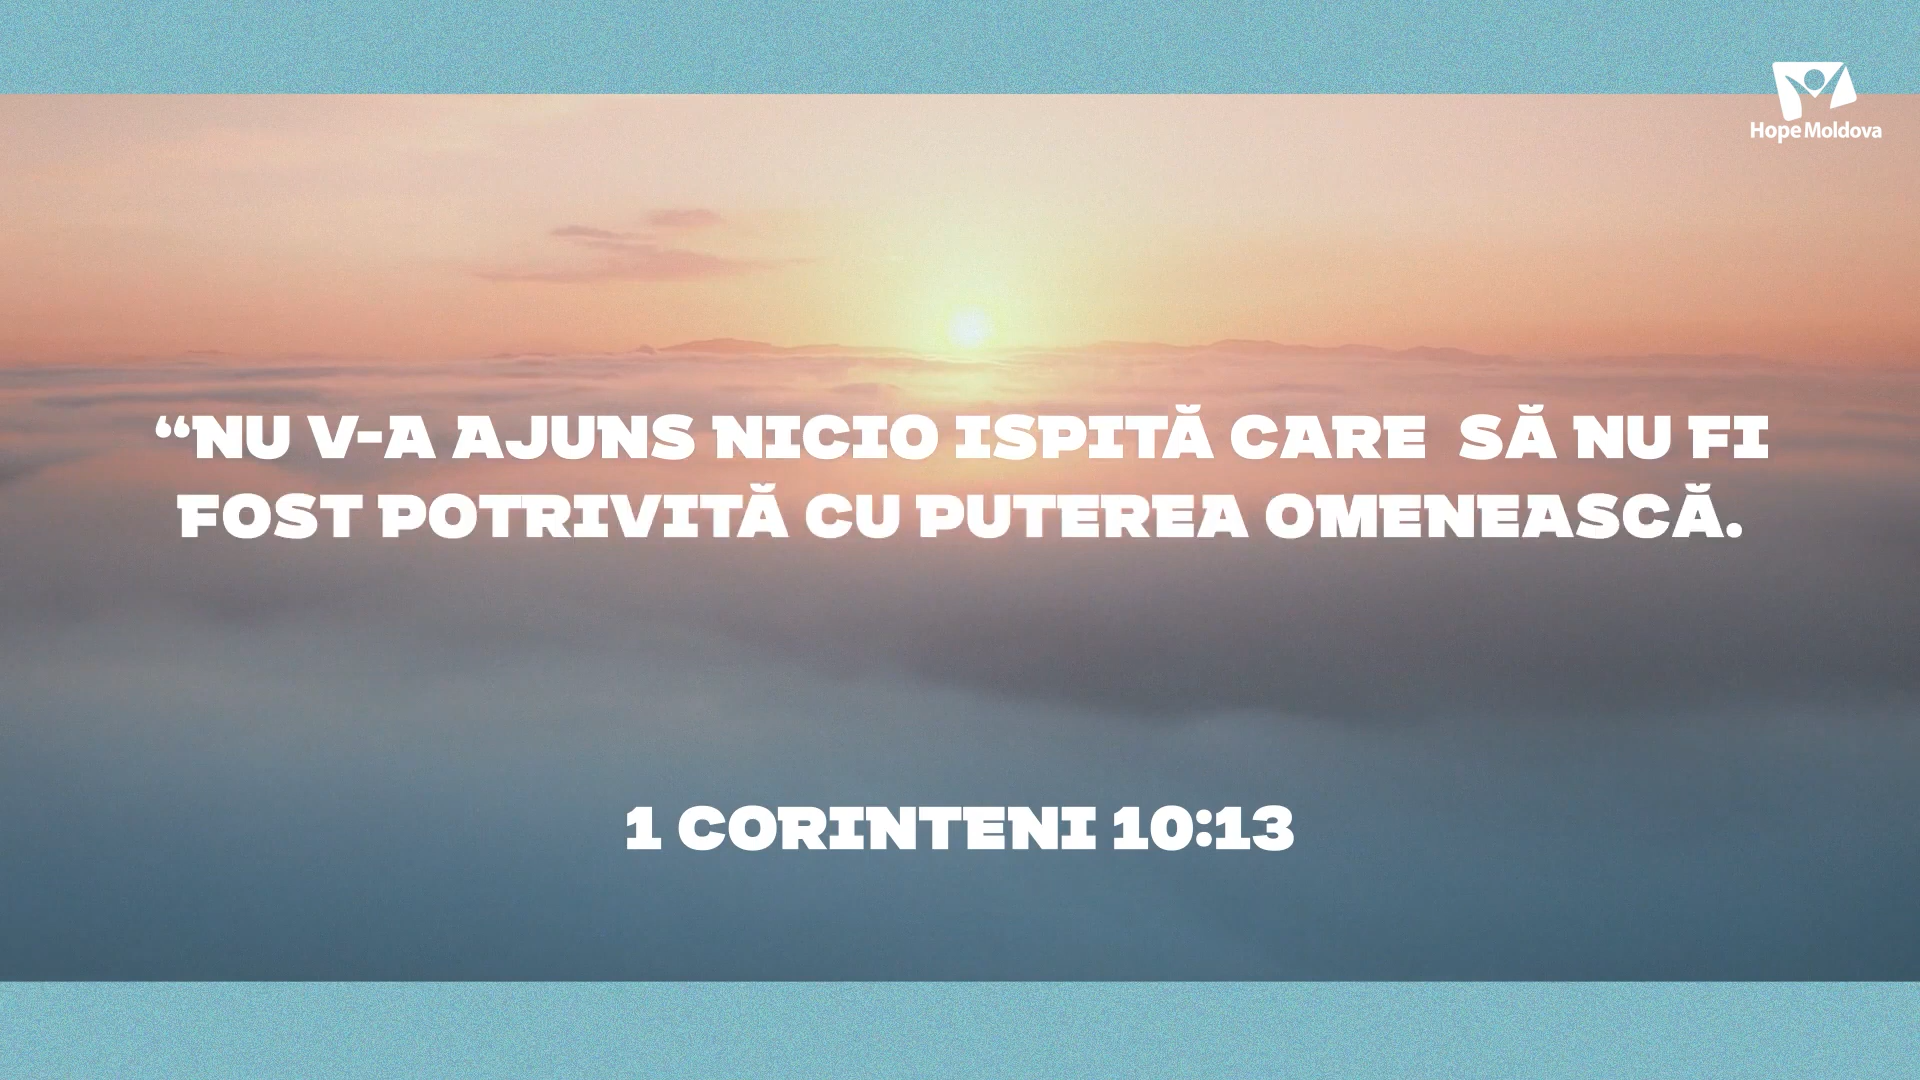 Hope Moldova
“NU V-A AJUNS NICIO ISPITĂ CARE  SĂ NU FI
FOST POTRIVITĂ CU PUTEREA OMENEASCĂ.
1 CORINTENI 10:13